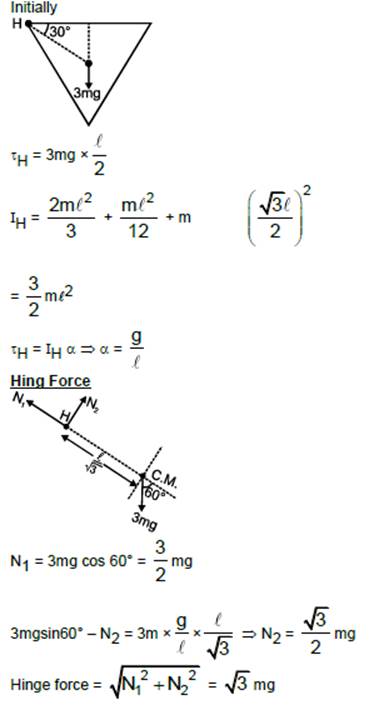 Initially
H
30°
3mg
τH = 3mg × ℓ/2
IH = 2mℓ²/3 + mℓ²/12 + m (√3ℓ/2)²
= 3/2 mℓ²
τH = IH α ⇒ α = g/ℓ
Hing Force
N₁
H
N₂
ℓ/√3
C.M.
60°
3mg
N₁ = 3mg cos 60° = 3/2 mg
3mgsin60° – N₂ = 3m × g/ℓ × ℓ/√3 ⇒ N₂ = √3/2 mg
Hinge force = √(N₁² + N₂²) = √3 mg